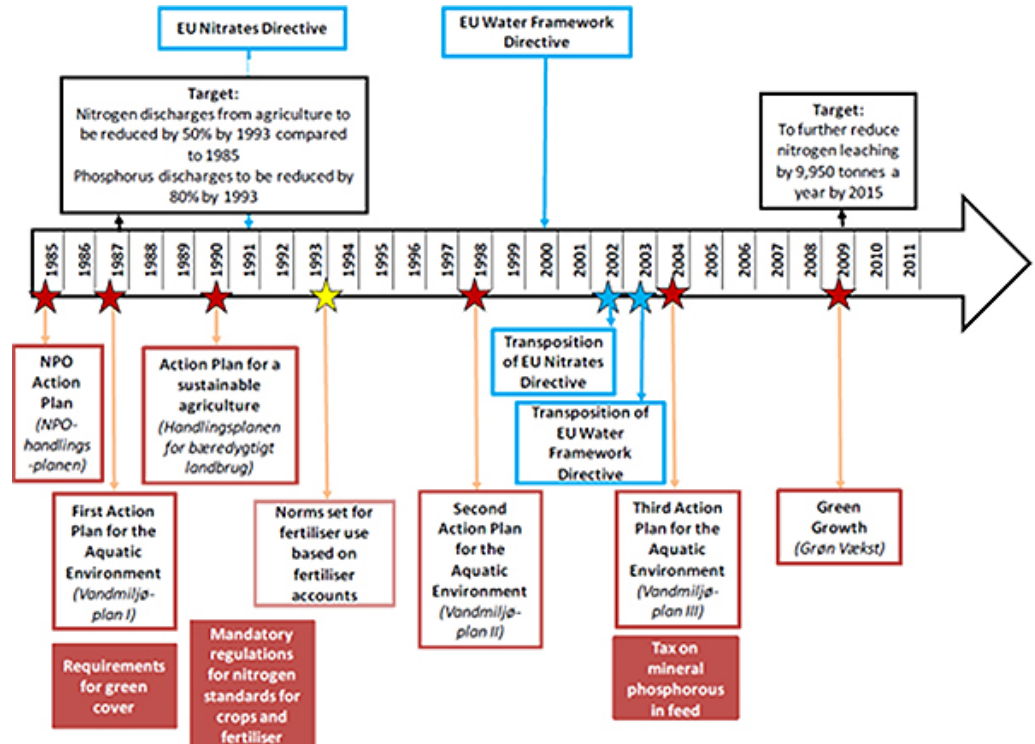 EU Nitrates Directive
EU Water Framework
Directive
Target:
Nitrogen discharges from agriculture to
be reduced by 50% by 1993 compared
to 1985
Phosphorus discharges to be reduced by
80% by 1993
Target:
To further reduce
nitrogen leaching
by 9,950 tonnes a
year by 2015
1985
1986
1987
1988
1989
1990
1991
1992
1993
1994
1995
1996
1997
1998
1999
2000
2001
2002
2003
2004
2005
2006
2007
2008
2009
2010
2011
NPO
Action
Plan
(NPO-
handlings
-planen)
Action Plan for a
sustainable
agriculture
(Handlingsplanen
for bæredygtigt
landbrug)
Transposition
of EU Nitrates
Directive
Transposition of
EU Water
Framework
Directive
First Action
Plan for the
Aquatic
Environment
(Vandmiljø-
plan I)
Norms set for
fertiliser use
based on
fertiliser
accounts
Second
Action Plan
for the
Aquatic
Environment
(Vandmiljø-
plan II)
Third Action
Plan for the
Aquatic
Environment
(Vandmiljø-
plan III)
Green
Growth
(Grøn Vækst)
Requirements
for green
cover
Mandatory
regulations
for nitrogen
standards for
crops and
fertiliser
Tax on
mineral
phosphorous
in feed